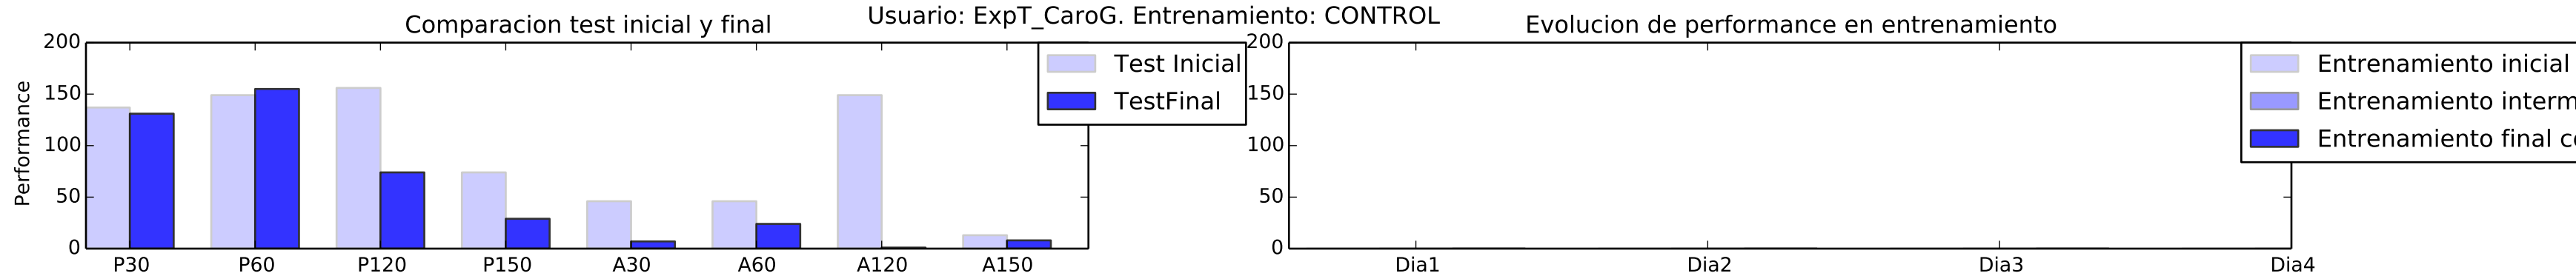 Usuario: ExpT_CaroG. Entrenamiento: CONTROL
Comparacion test inicial y final
Performance
200
150
100
50
0
P30 P60 P120 P150 A30 A60 A120 A150
Test Inicial
TestFinal
Evolucion de performance en entrenamiento
200
150
100
50
0
Dia1 Dia2 Dia3 Dia4
Entrenamiento inicial
Entrenamiento
Entrenamiento final